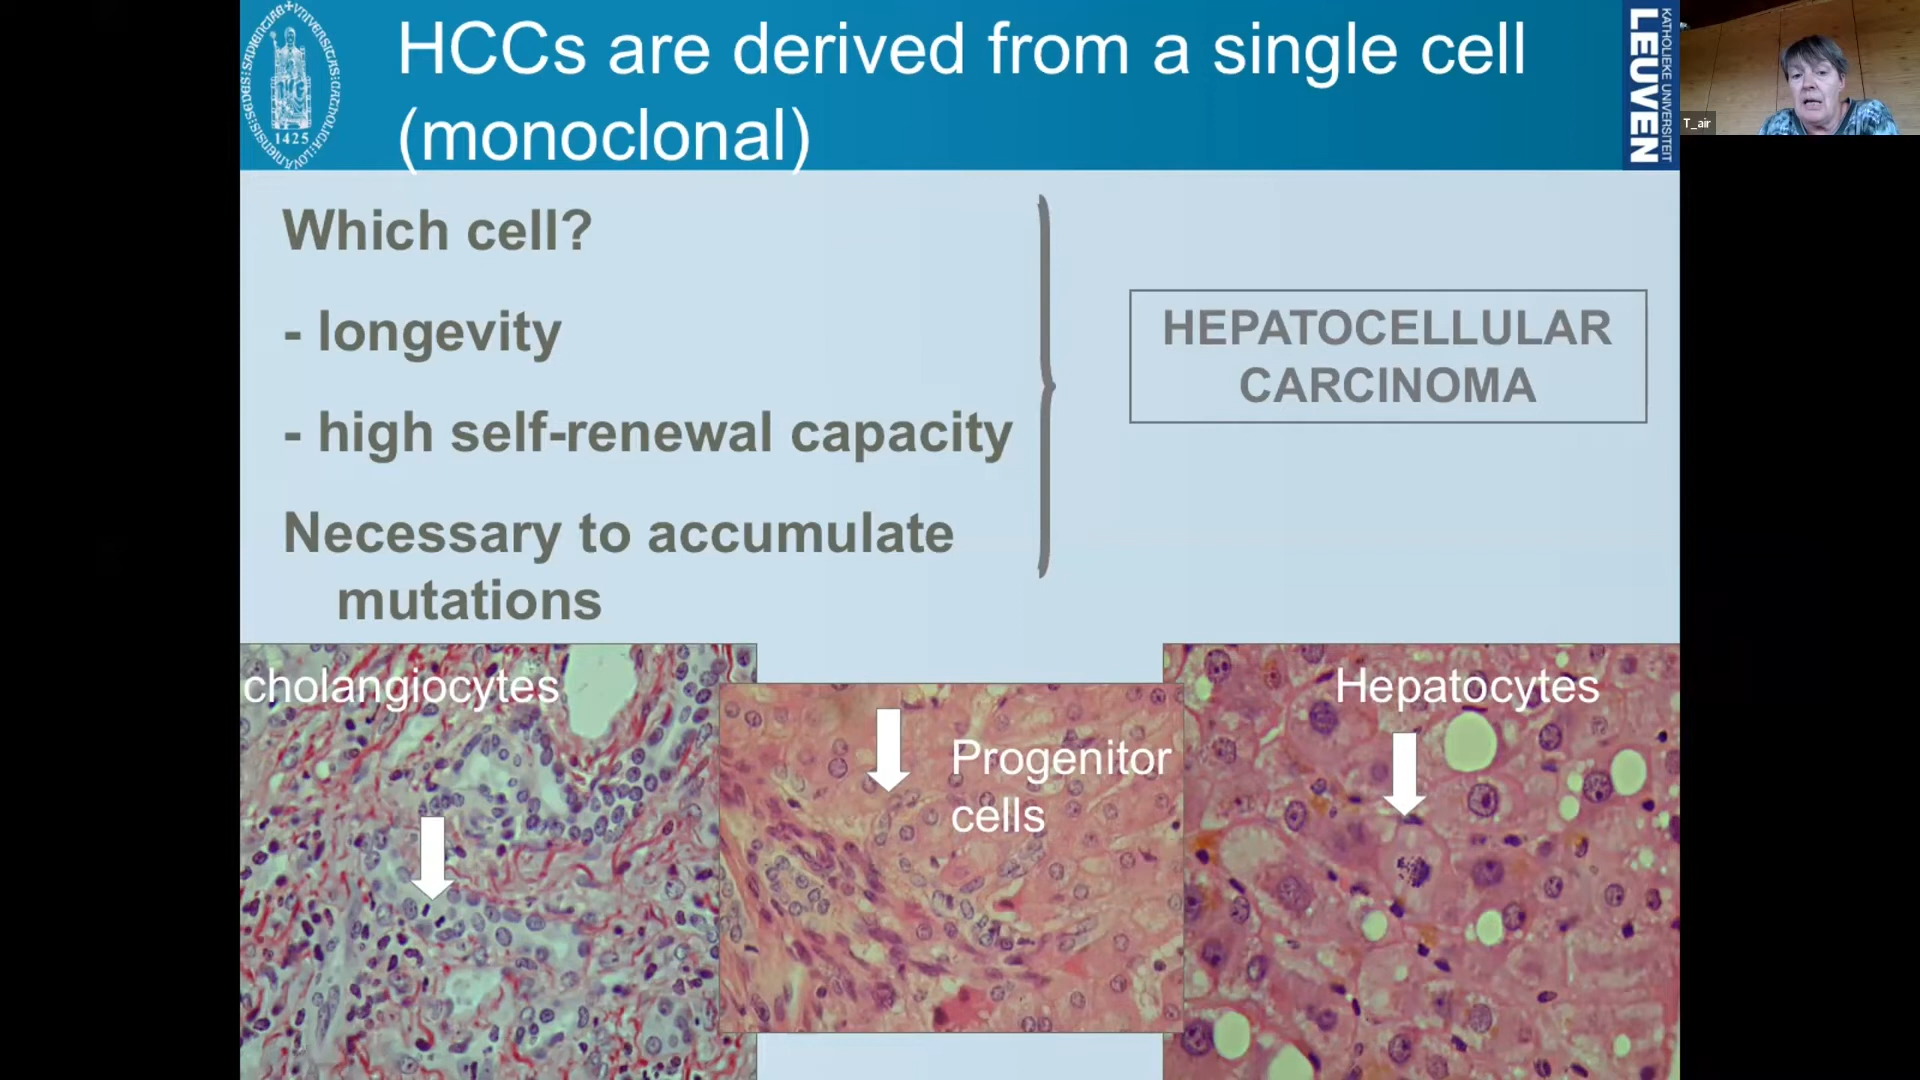 HCCs are derived from a single cell
(monoclonal)
1425
KATHOLIEKE UNIVERSITEIT
LEUVEN
T_air
Which cell?
- longevity
- high self-renewal capacity
Necessary to accumulate
mutations
HEPATOCELLULAR
CARCINOMA
cholangiocytes
Progenitor
cells
Hepatocytes